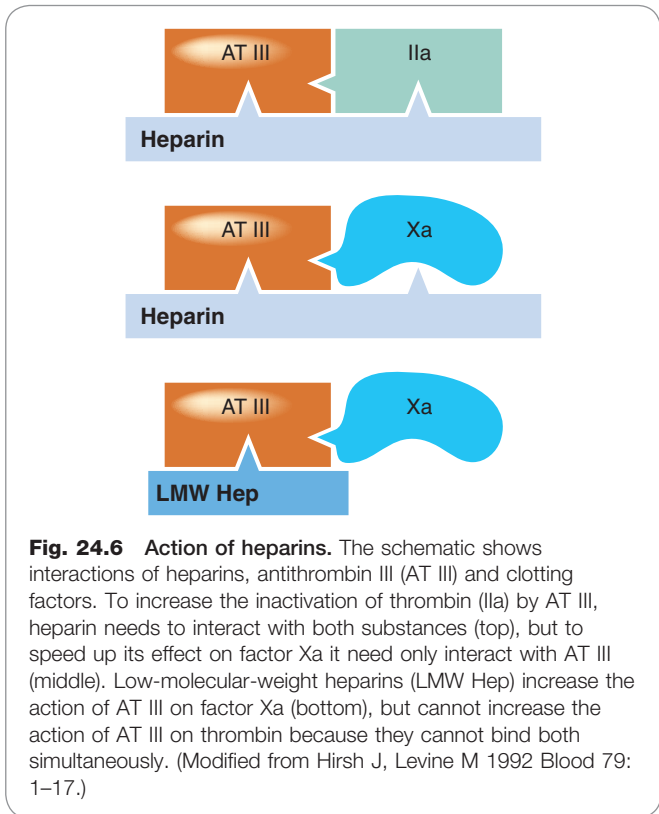 AT III IIa
Heparin
AT III Xa
Heparin
AT III Xa
LMW Hep
Fig. 24.6 Action of heparins. The schematic shows
interactions of heparins, antithrombin III (AT III) and clotting
factors. To increase the inactivation of thrombin (IIa) by AT III,
heparin needs to interact with both substances (top), but to
speed up its effect on factor Xa it need only interact with AT III
(middle). Low-molecular-weight heparins (LMW Hep) increase the
action of AT III on factor Xa (bottom), but cannot increase the
action of AT III on thrombin because they cannot bind both
simultaneously. (Modified from Hirsh J, Levine M 1992 Blood 79:
1–17.)